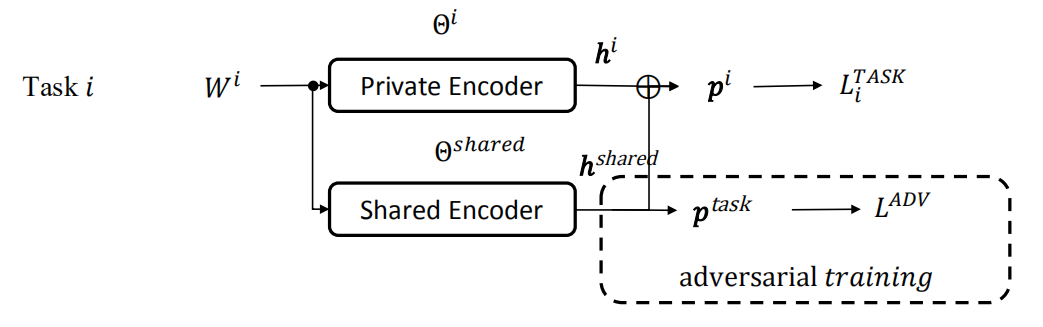 Θ^i
h^i
Task i W^i Private Encoder ⊕ p^i L_i^{TASK}
Θ^{shared}
h^{shared}
Shared Encoder p^{task} L^{ADV}
adversarial training